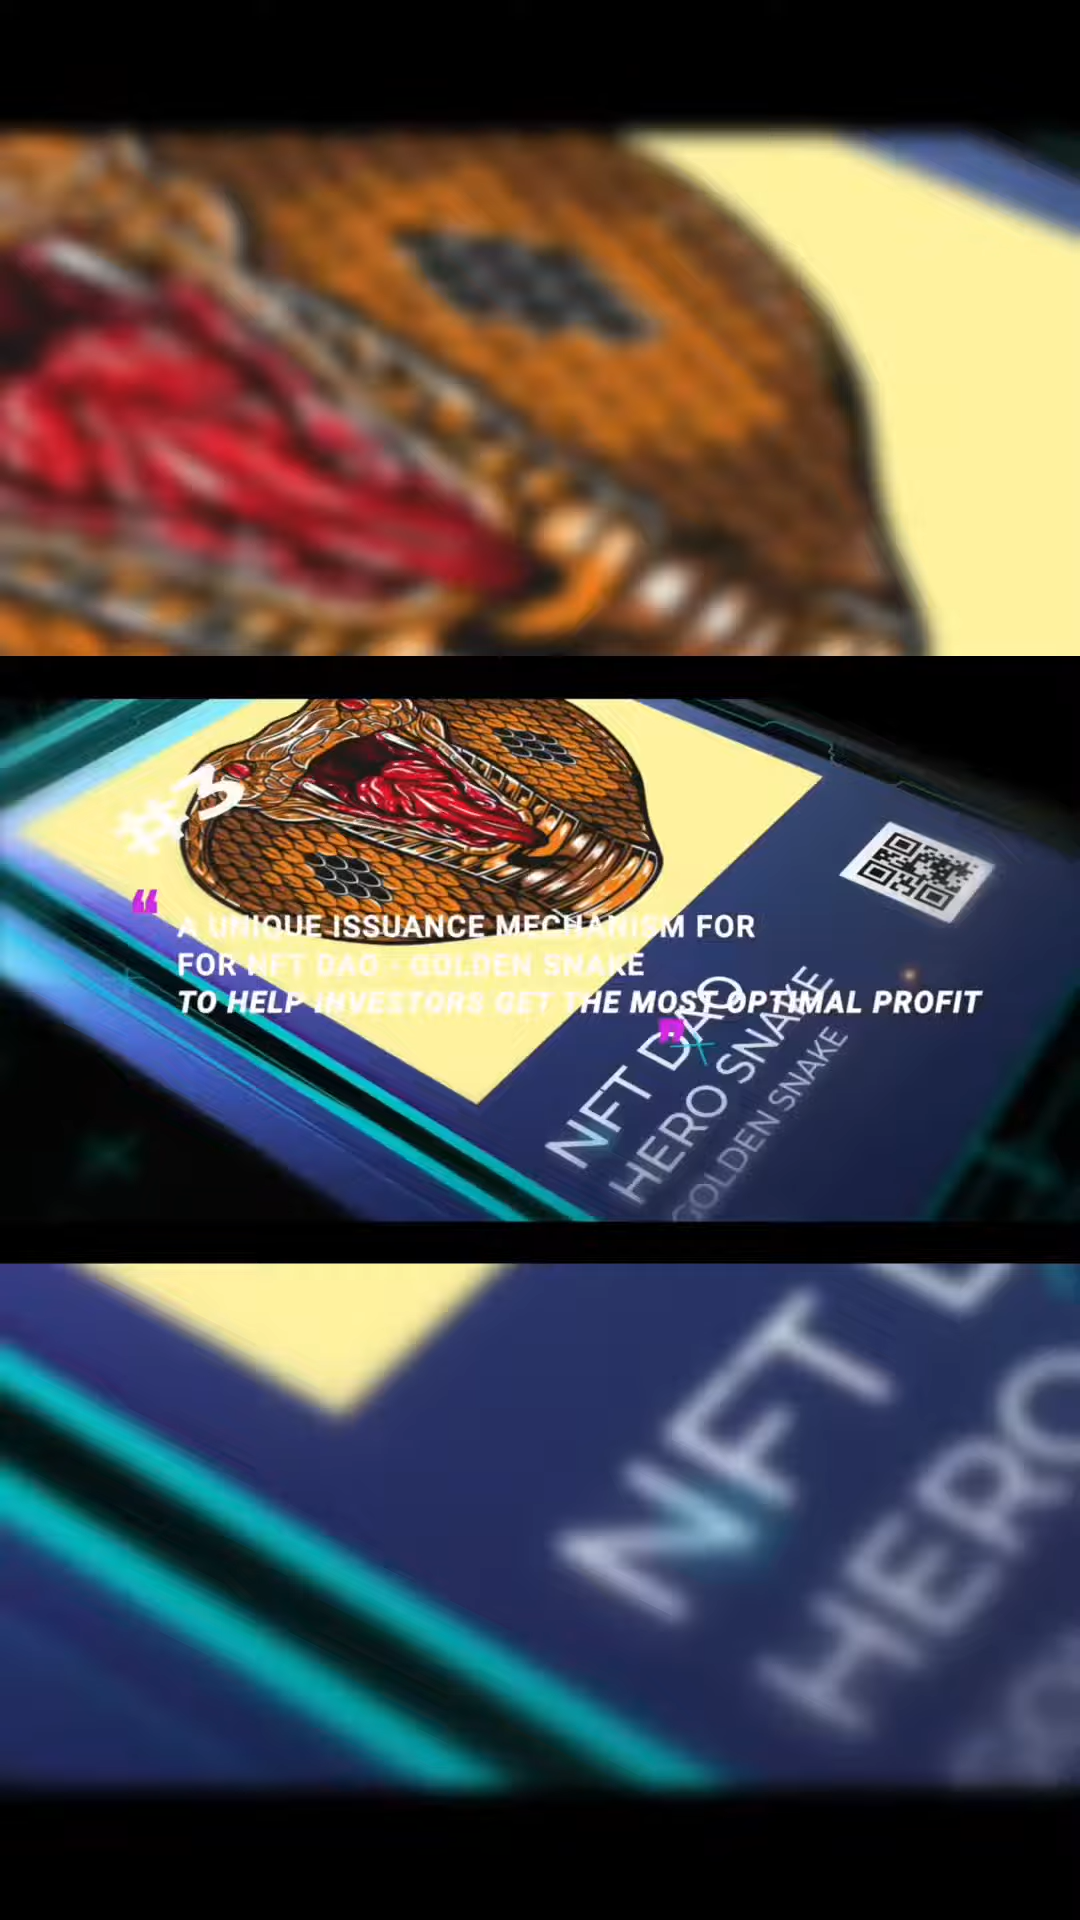 #3
“
A UNIQUE ISSUANCE MECHANISM FOR
FOR NFT DAO - GOLDEN SNAKE
TO HELP INVESTORS GET THE MOST OPTIMAL PROFIT
”
NFT DAO
HERO SNAKE
GOLDEN SNAKE
NFT D
HERO